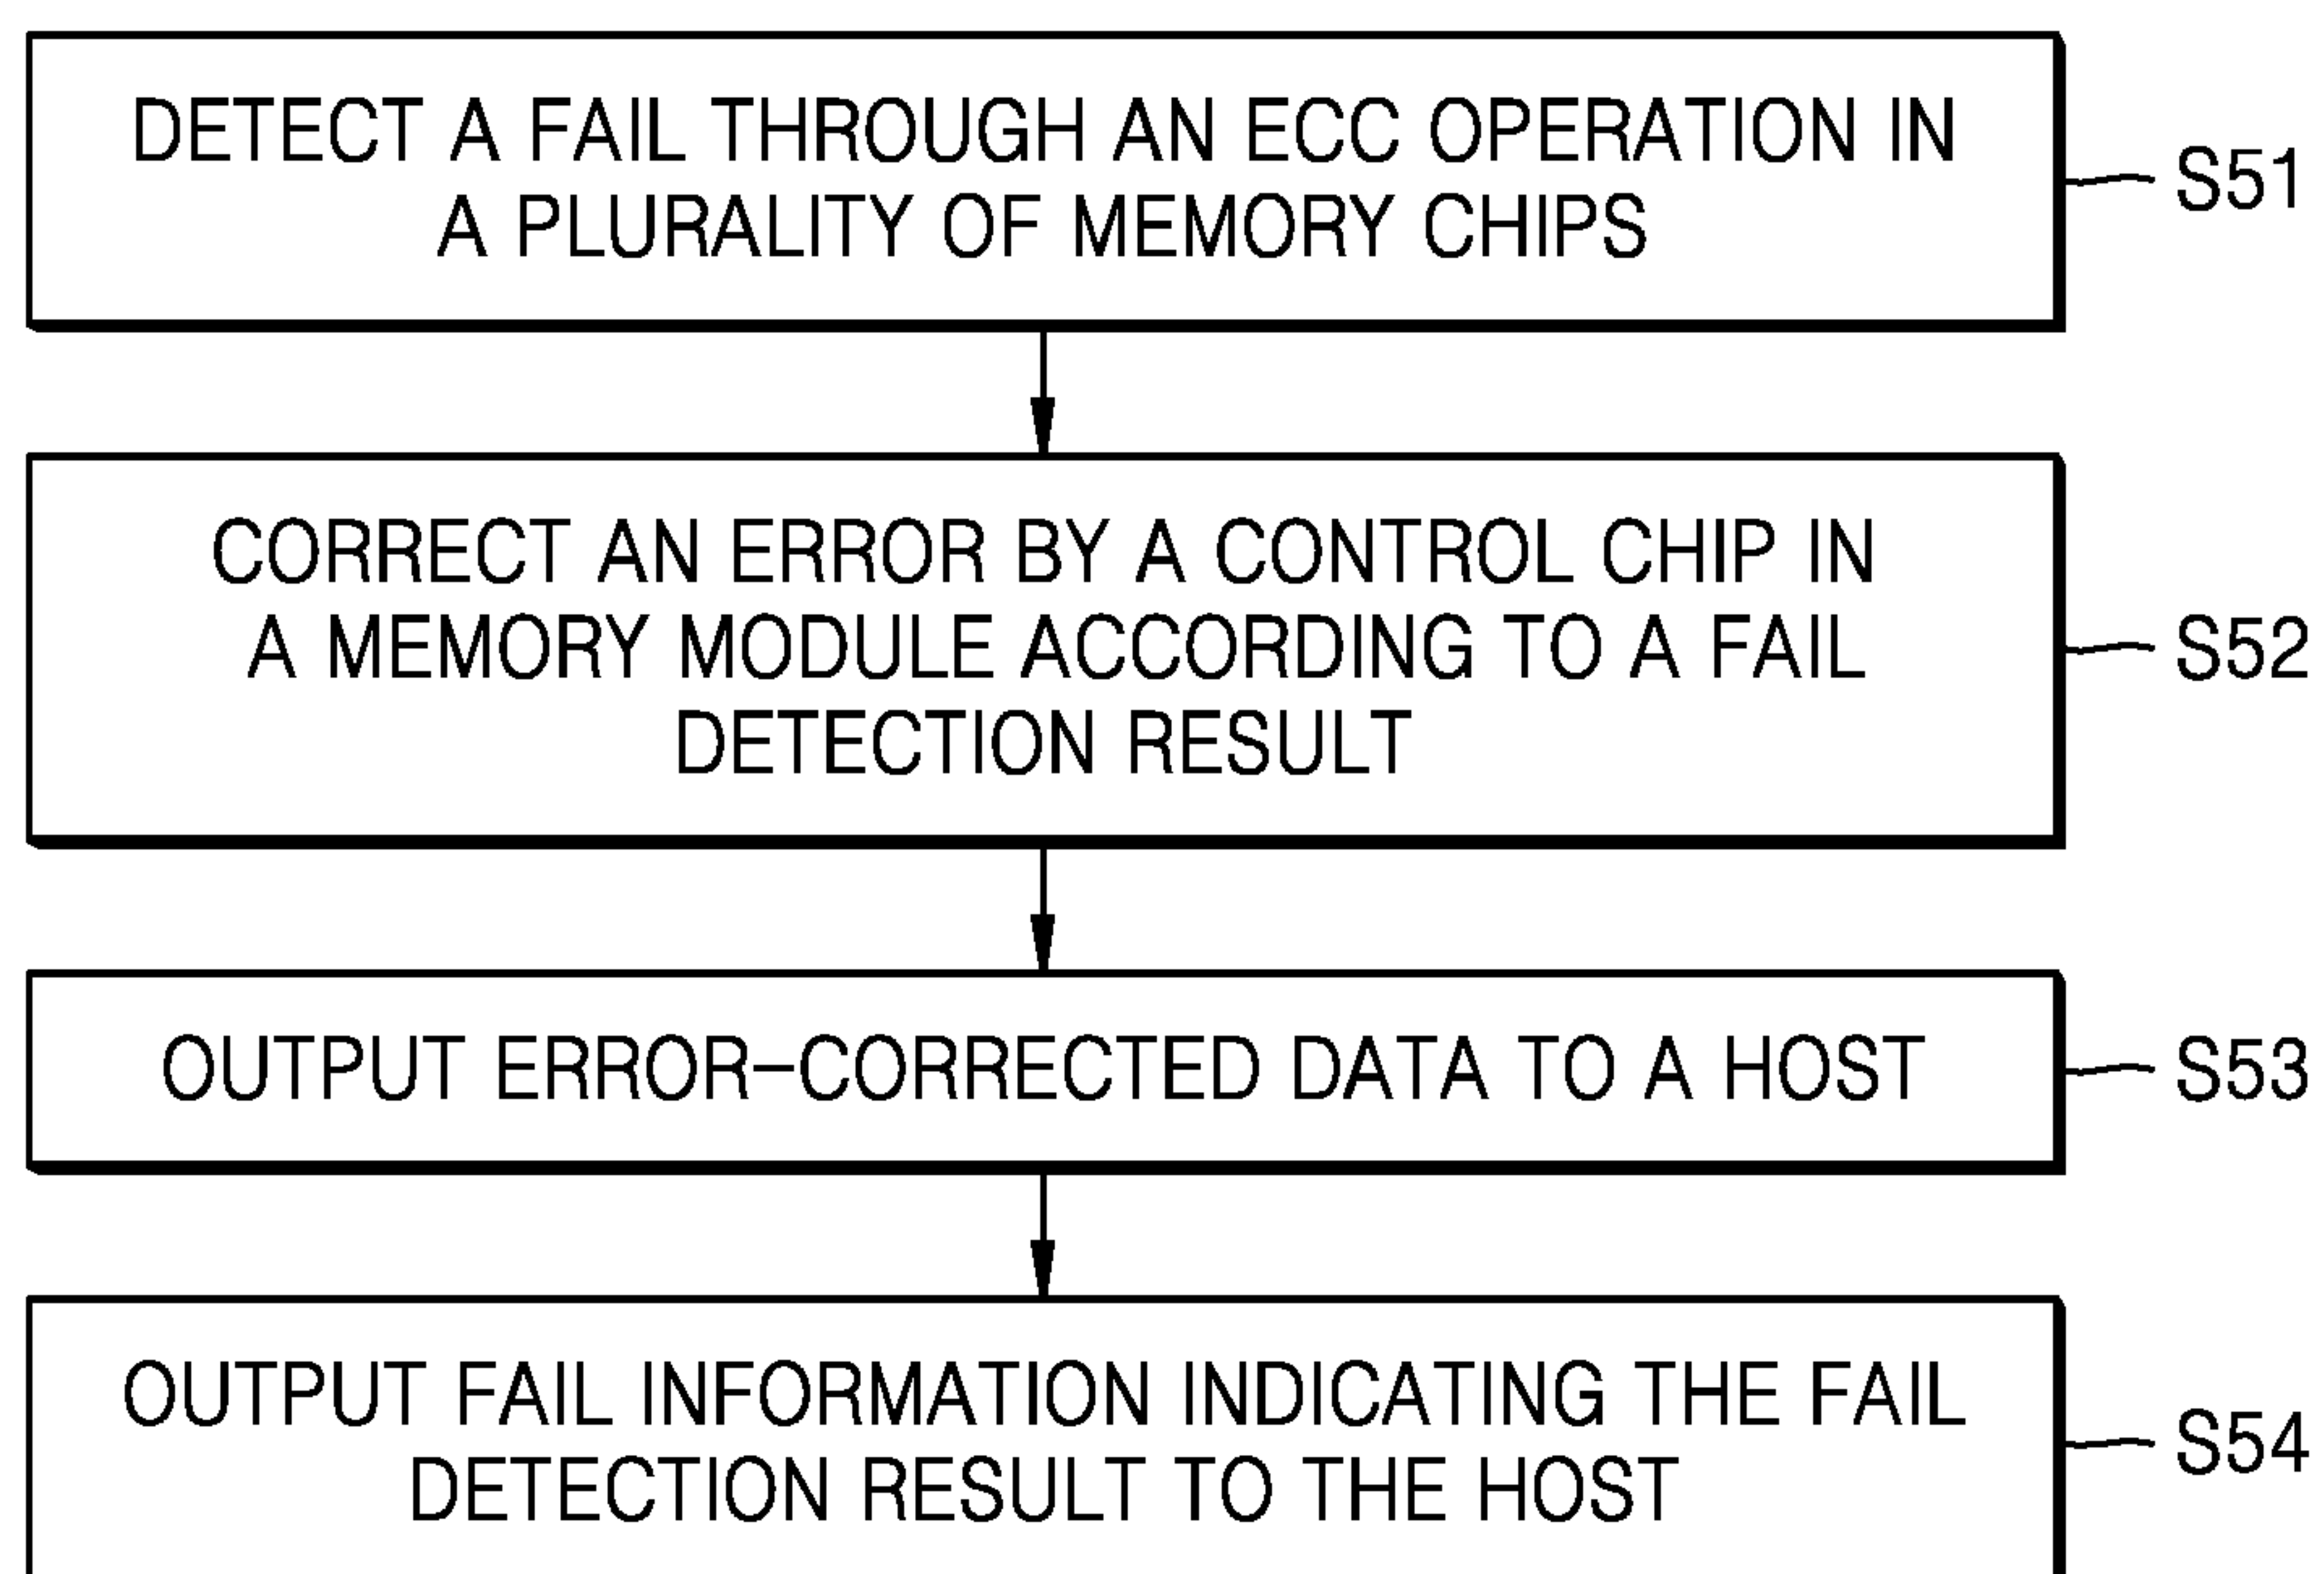 DETECT A FAIL THROUGH AN ECC OPERATION IN
A PLURALITY OF MEMORY CHIPS
S51
CORRECT AN ERROR BY A CONTROL CHIP IN
A MEMORY MODULE ACCORDING TO A FAIL
DETECTION RESULT
S52
OUTPUT ERROR-CORRECTED DATA TO A HOST
S53
OUTPUT FAIL INFORMATION INDICATING THE FAIL
DETECTION RESULT TO THE HOST
S54